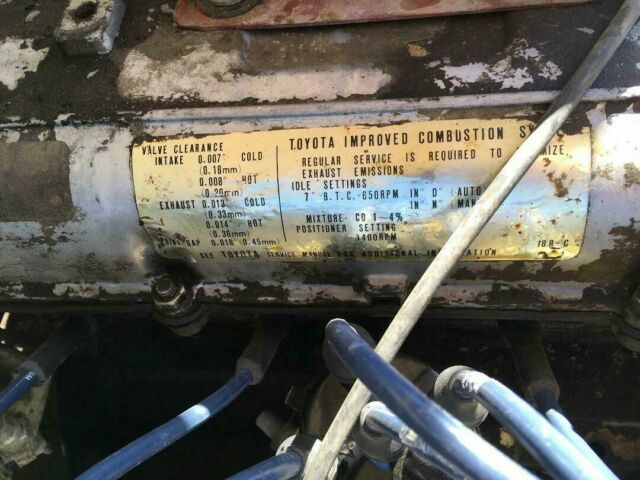 VALVE CLEARANCE
INTAKE 0.007" COLD
(0.18mm)
0.008" HOT
(0.20mm)
EXHAUST 0.013" COLD
(0.33mm)
0.014" HOT
(0.36mm)
POINT GAP 0.018" 0.45mm)
TOYOTA IMPROVED COMBUSTION
REGULAR SERVICE IS REQUIRED TO
EXHAUST EMISSIONS
IDLE SETTINGS
7° B.T.C.-650RPM IN "D" (AUTO
IN "N" (MAN
MIXTURE-CO 1-4%
POSITIONER SETTING
1400RPM
18R-C
SEE TOYOTA SERVICE MANUAL FOR ADDITIONAL